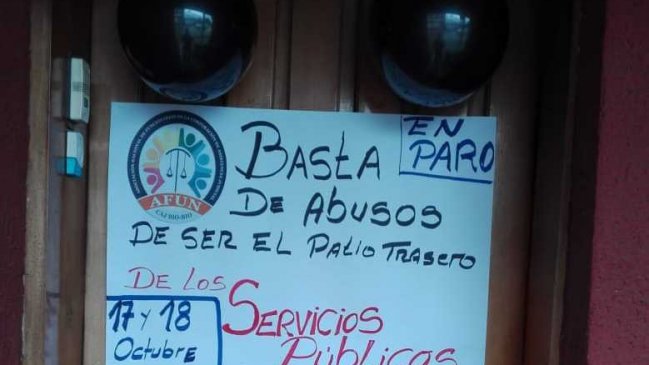 EN
PARO
BASTA
DE ABUSOS
DE SER EL PATIO TRASERO
DE LOS
SERVICIOS
PÚBLICOS
17 Y 18
Octubre
AFUN
CAJ BIO-BIO